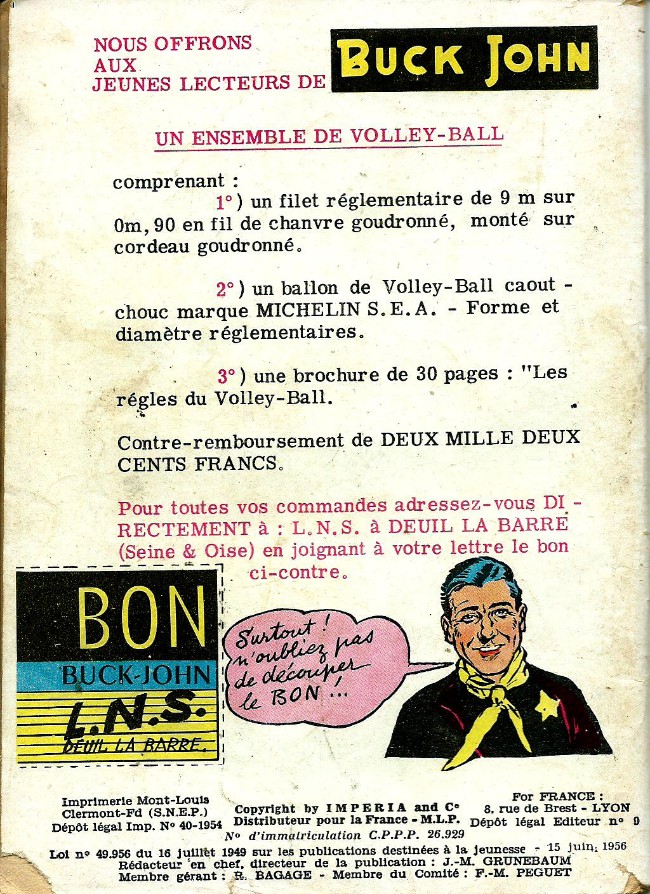 NOUS OFFRONS
AUX
JEUNES LECTEURS DE
BUCK JOHN
UN ENSEMBLE DE VOLLEY-BALL
comprenant :
1°) un filet réglementaire de 9 m sur
0m,90 en fil de chanvre goudronné, monté sur
cordeau goudronné.
2°) un ballon de Volley-Ball caout -
chouc marque MICHELIN S.E.A. - Forme et
diamètre réglementaires.
3°) une brochure de 30 pages : "Les
régles du Volley-Ball.
Contre-remboursement de DEUX MILLE DEUX
CENTS FRANCS.
Pour toutes vos commandes adressez-vous DI -
RECTEMENT à : L.N.S. à DEUIL LA BARRE
(Seine & Oise) en joignant à votre lettre le bon
ci-contre.
BON
BUCK-JOHN
L.N.S.
DEUIL LA BARRE.
Surtout !
n'oubliez pas
de découper
le BON !..
Imprimerie Mont-Louis
Clermont-Fd (S.N.E.P.)
Dépôt légal Imp. N° 40-1954
Copyright by IMPERIA and C°
Distributeur pour la France - M.L.P.
N° d'immatriculation C.P.P.P. 26.929
For FRANCE :
8. rue de Brest - LYON
Dépôt légal Editeur n° 9
Loi n° 49.956 du 16 juillet 1949 sur les publications destinées à la jeunesse - 15 juin 1956
Rédacteur en chef, directeur de la publication : J.-M. GRUNEBAUM
Membre gérant : R. BAGAGE - Membre du Comité : F.-M. PEGUET